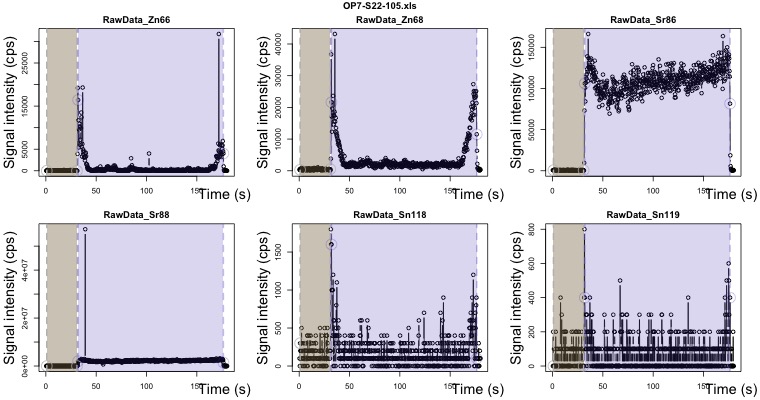 OP7-S22-105.xls
RawData_Zn66 RawData_Zn68 RawData_Sr86
Signal intensity (cps) 0 5000 15000 25000
0 50 100 150 Time (s)
Signal intensity (cps) 0 10000 20000 30000 40000
0 50 100 Time (s)
Signal intensity (cps) 0 50000 100000 150000
0 50 100 Time (s)
RawData_Sr88 RawData_Sn118 RawData_Sn119
Signal intensity (cps) 0e+00 2e+07 4e+07
0 50 100 Time (s)
Signal intensity (cps) 0 500 1000 1500
0 50 100 Time (s)
Signal intensity (cps) 0 200 400 600 800
0 50 100 Time (s)